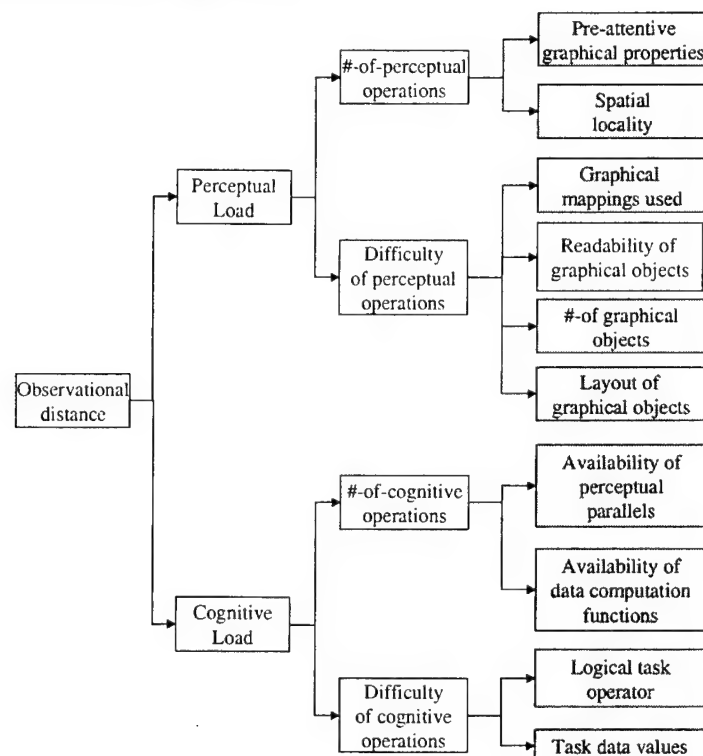 Observational
distance
Perceptual
Load
Cognitive
Load
#-of-perceptual
operations
Difficulty
of perceptual
operations
#-of-cognitive
operations
Difficulty
of cognitive
operations
Pre-attentive
graphical properties
Spatial
locality
Graphical
mappings used
Readability of
graphical objects
#-of graphical
objects
Layout of
graphical objects
Availability of
perceptual
parallels
Availability of
data computation
functions
Logical task
operator
Task data values